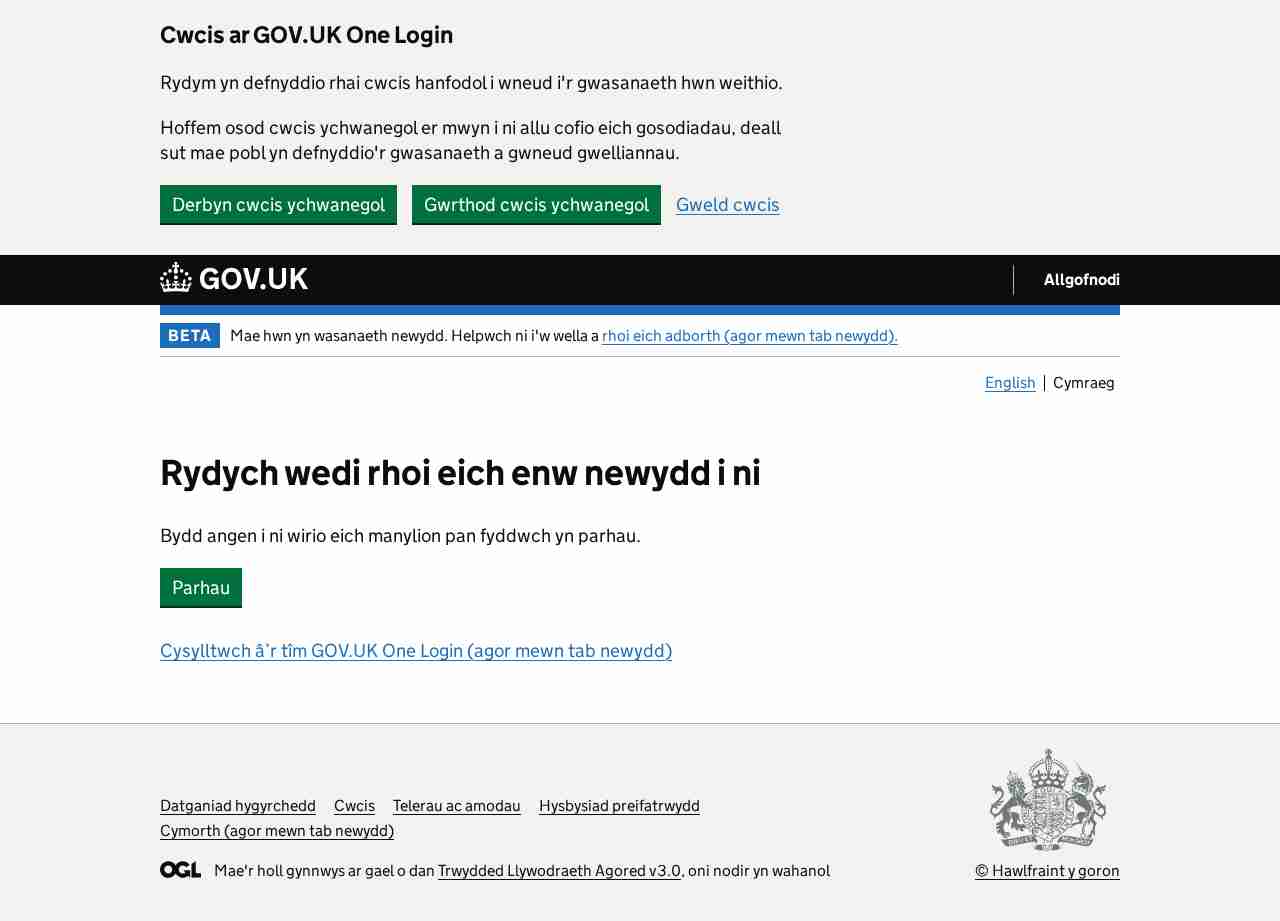 Cwcis ar GOV.UK One Login
Rydym yn defnyddio rhai cwcis hanfodol i wneud i'r gwasanaeth hwn weithio.
Hoffem osod cwcis ychwanegol er mwyn i ni allu cofio eich gosodiadau, deall
sut mae pobl yn defnyddio'r gwasanaeth a gwneud gwelliannau.
Derbyn cwcis ychwanegol Gwrthod cwcis ychwanegol Gweld cwcis
GOV.UK Allgofnodi
BETA Mae hwn yn wasanaeth newydd. Helpwch ni i'w wella a rhoi eich adborth (agor mewn tab newydd).
English Cymraeg
Rydych wedi rhoi eich enw newydd i ni
Bydd angen i ni wirio eich manylion pan fyddwch yn parhau.
Parhau
Cysylltwch â’r tîm GOV.UK One Login (agor mewn tab newydd)
Datganiad hygyrchedd Cwcis Telerau ac amodau Hysbysiad preifatrwydd
Cymorth (agor mewn tab newydd)
OGL Mae'r holl gynnwys ar gael o dan Trwydded Llywodraeth Agored v3.0, oni nodir yn wahanol
© Hawlfraint y goron